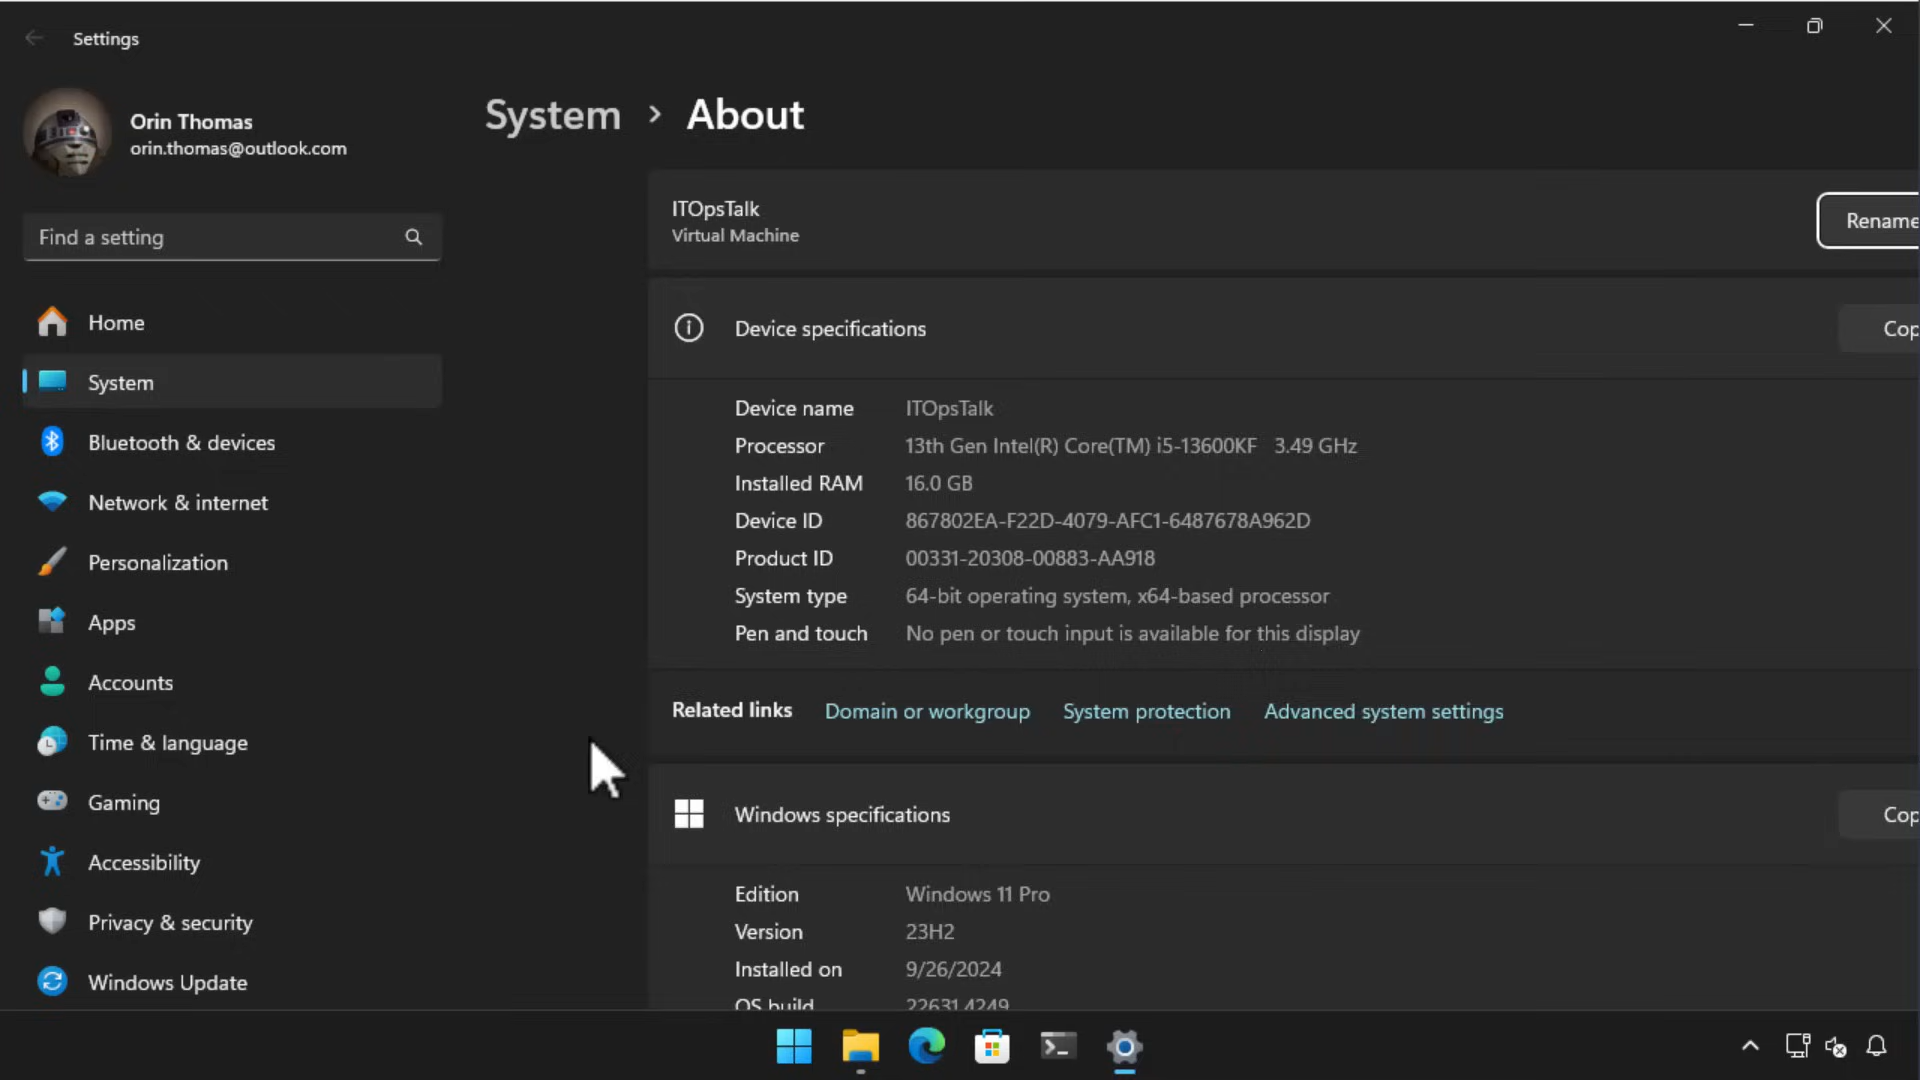 Settings
Orin Thomas
orin.thomas@outlook.com
Find a setting
Home
System
Bluetooth & devices
Network & internet
Personalization
Apps
Accounts
Time & language
Gaming
Accessibility
Privacy & security
Windows Update
System › About
ITOpsTalk
Virtual Machine
Rename
Device specifications
Cop
Device name ITOpsTalk
Processor 13th Gen Intel(R) Core(TM) i5-13600KF 3.49 GHz
Installed RAM 16.0 GB
Device ID 867802EA-F22D-4079-AFC1-6487678A962D
Product ID 00331-20308-00883-AA918
System type 64-bit operating system, x64-based processor
Pen and touch No pen or touch input is available for this display
Related links Domain or workgroup System protection Advanced system settings
Windows specifications
Cop
Edition Windows 11 Pro
Version 23H2
Installed on 9/26/2024
OS build 22631.4249